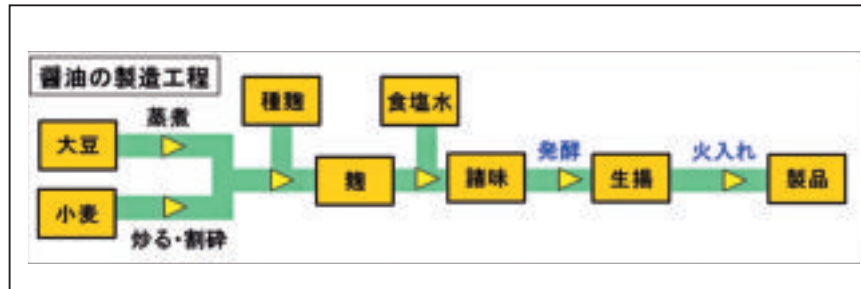 醤油の製造工程
蒸煮
種麹
食塩水
大豆
小麦
炒る・割砕
麹
諸味
発酵
生揚
火入れ
製品